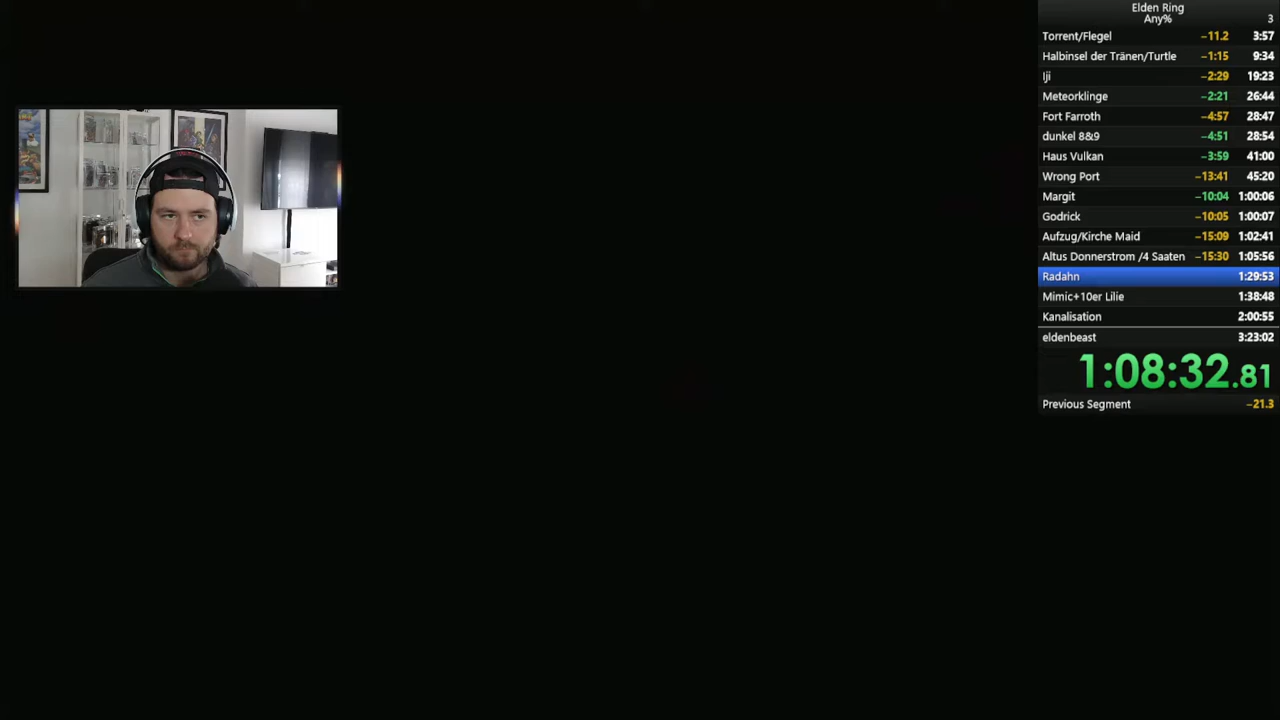 Elden Ring
Any%
3
Torrent/Flegel -11.2 3:57
Halbinsel der Tränen/Turtle -1:15 9:34
Iji -2:29 19:23
Meteorklinge -2:21 26:44
Fort Farroth -4:57 28:47
dunkel 8&9 -4:51 28:54
Haus Vulkan -3:59 41:00
Wrong Port -13:41 45:20
Margit -10:04 1:00:06
Godrick -10:05 1:00:07
Aufzug/Kirche Maid -15:09 1:02:41
Altus Donnerstrom /4 Saaten -15:30 1:05:56
Radahn 1:29:53
Mimic+10er Lilie 1:38:48
Kanalisation 2:00:55
eldenbeast 3:23:02
1:08:32.81
Previous Segment -21.3